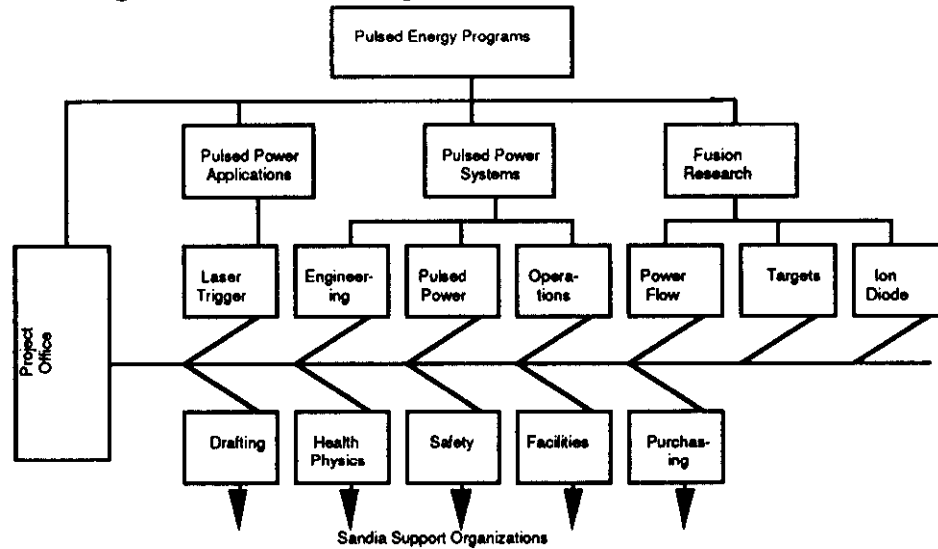 Pulsed Energy Programs
Pulsed Power
Applications
Pulsed Power
Systems
Fusion
Research
Project
Office
Laser
Trigger
Engineer-
ing
Pulsed
Power
Opera-
tions
Power
Flow
Targets
Ion
Diode
Drafting
Health
Physics
Safety
Facilities
Purchas-
ing
Sandia Support Organizations